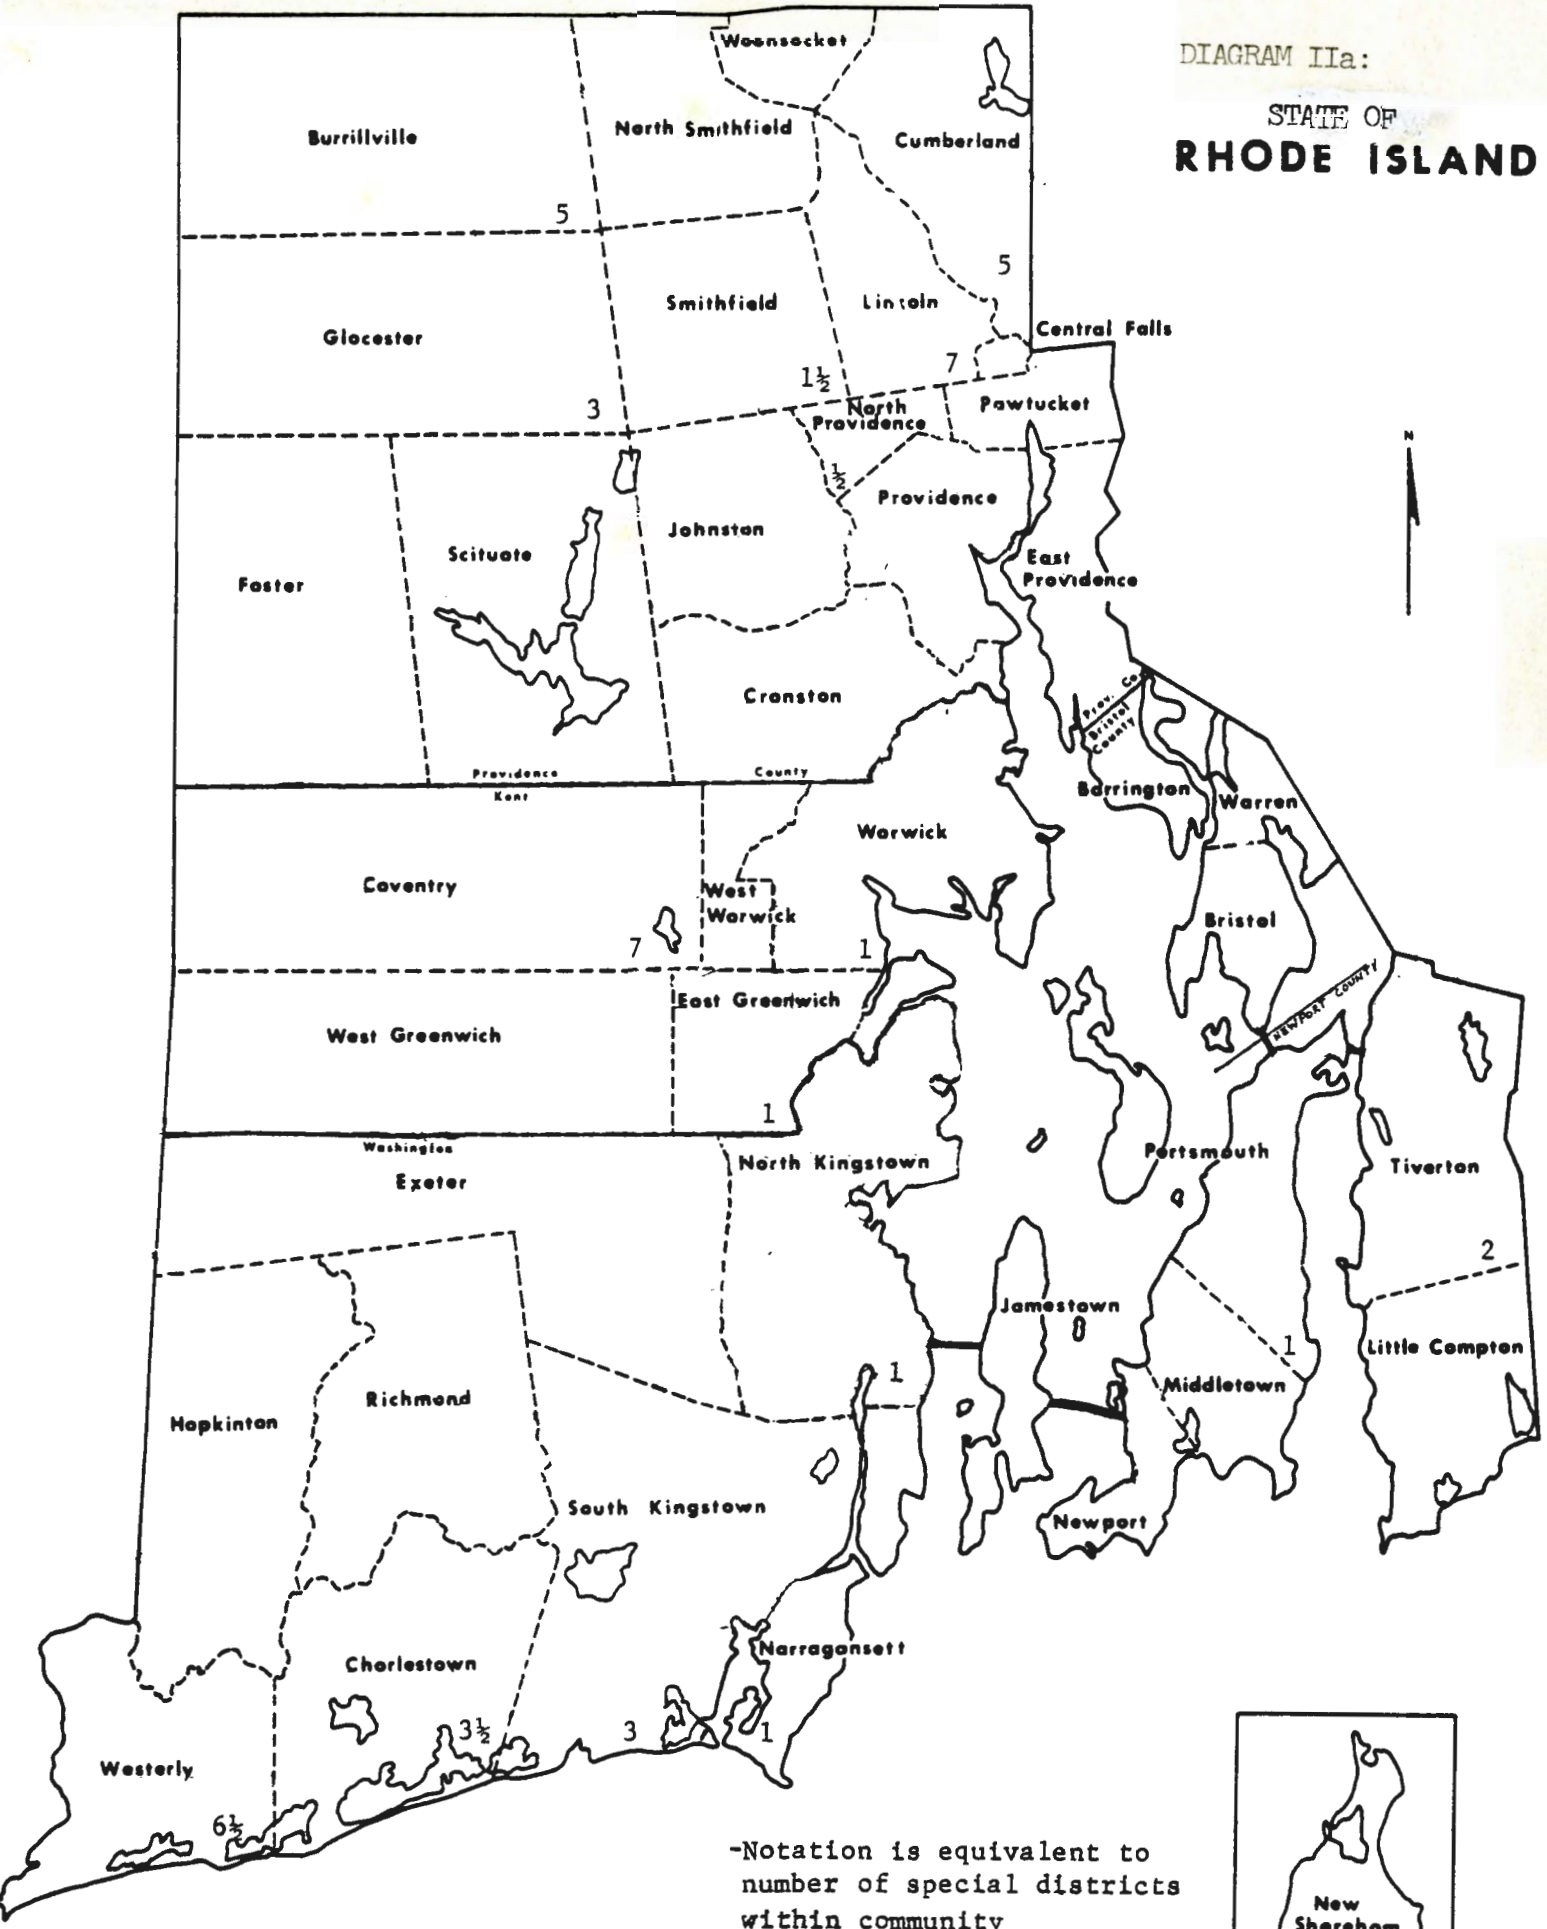 DIAGRAM IIa:
STATE OF
RHODE ISLAND
Woonsocket
Burrillville
North Smithfield
Cumberland
5
5
Glocester
Smithfield
Lincoln
Central Falls
3
1½
7
North
Providence
Pawtucket
N
½
Providence
Johnston
Scituate
Foster
East
Providence
Cranston
Prov. Co.
Bristol
County
Providence County
Kent
Barrington
Warren
Warwick
Coventry
West
Warwick
7
1
Bristol
NEWPORT COUNTY
East Greenwich
West Greenwich
1
Washington
Exeter
North Kingstown
Portsmouth
Tiverton
2
Jamestown
1
Little Compton
1
Middletown
Richmond
Hopkinton
South Kingstown
Newport
Narragansett
Charlestown
3½
3
1
Westerly
6½
-Notation is equivalent to
number of special districts
within community
New
Shoreham